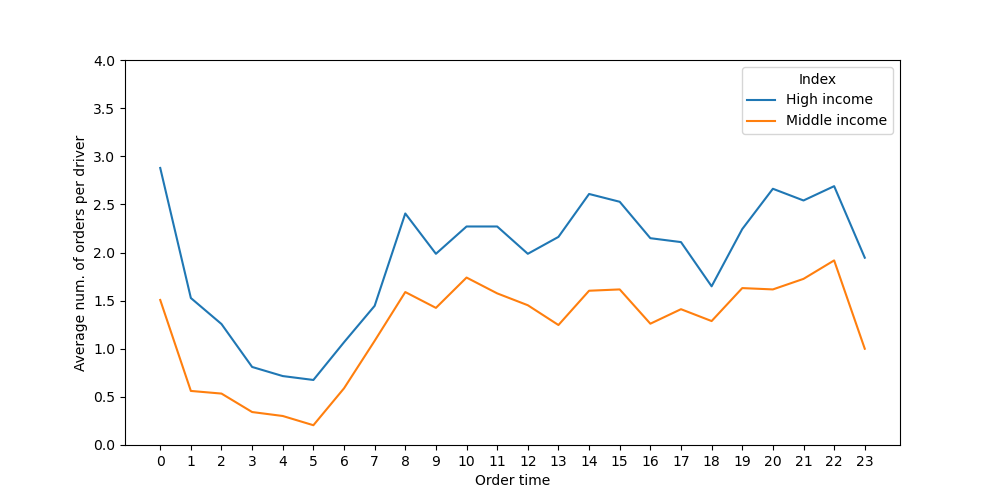 4.0
3.5
3.0
2.5
2.0
1.5
1.0
0.5
0.0
Average num. of orders per driver
Index
High income
Middle income
0 1 2 3 4 5 6 7 8 9 10 11 12 13 14 15 16 17 18 19 20 21 22 23
Order time